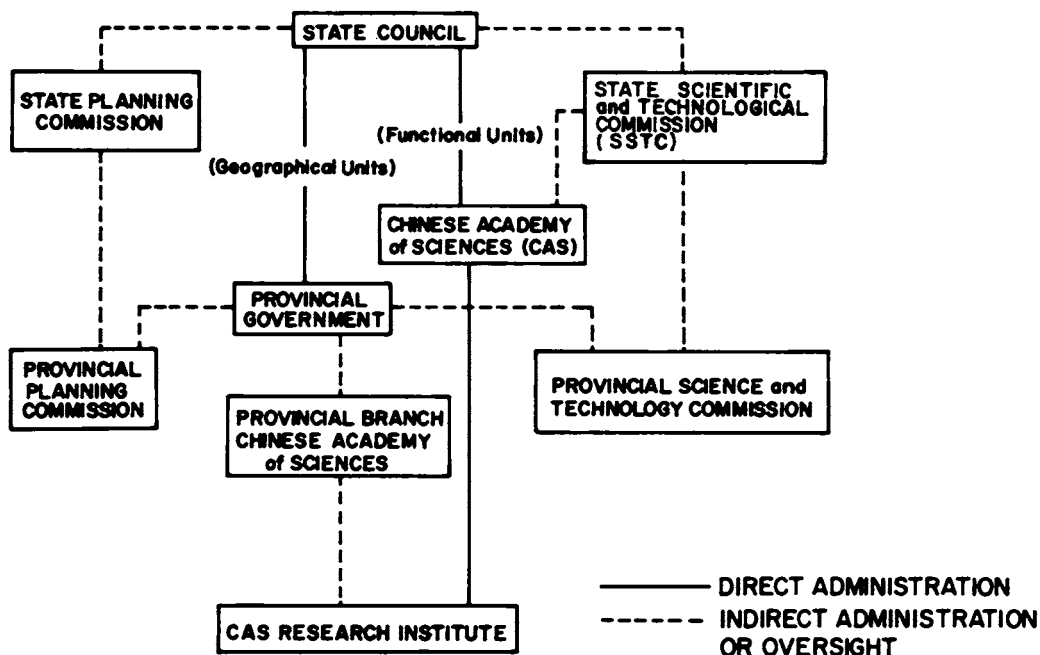 STATE COUNCIL
STATE PLANNING
COMMISSION
STATE SCIENTIFIC
and TECHNOLOGICAL
COMMISSION
(SSTC)
(Functional Units)
(Geographical Units)
CHINESE ACADEMY
of SCIENCES (CAS)
PROVINCIAL
GOVERNMENT
PROVINCIAL
PLANNING
COMMISSION
PROVINCIAL SCIENCE and
TECHNOLOGY COMMISSION
PROVINCIAL BRANCH
CHINESE ACADEMY
of SCIENCES
CAS RESEARCH INSTITUTE
DIRECT ADMINISTRATION
INDIRECT ADMINISTRATION
OR OVERSIGHT